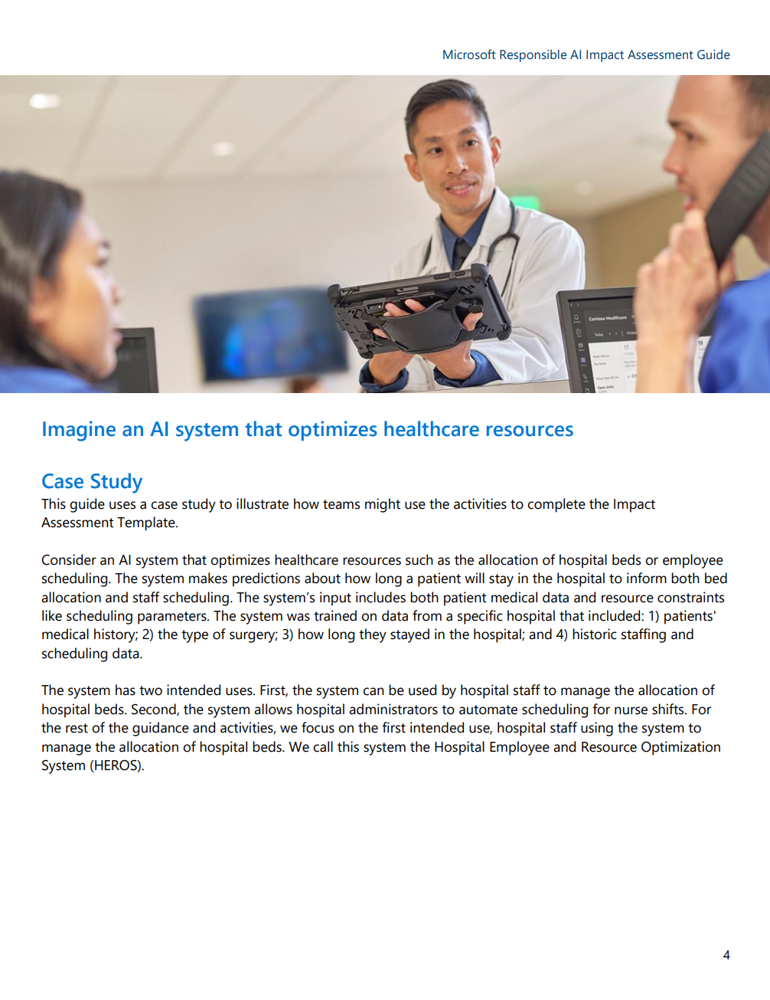 Microsoft Responsible AI Impact Assessment Guide
Contoso Healthcare
Today
17
19
Open shifts
Imagine an AI system that optimizes healthcare resources
Case Study
This guide uses a case study to illustrate how teams might use the activities to complete the Impact
Assessment Template.
Consider an AI system that optimizes healthcare resources such as the allocation of hospital beds or employee
scheduling. The system makes predictions about how long a patient will stay in the hospital to inform both bed
allocation and staff scheduling. The system’s input includes both patient medical data and resource constraints
like scheduling parameters. The system was trained on data from a specific hospital that included: 1) patients'
medical history; 2) the type of surgery; 3) how long they stayed in the hospital; and 4) historic staffing and
scheduling data.
The system has two intended uses. First, the system can be used by hospital staff to manage the allocation of
hospital beds. Second, the system allows hospital administrators to automate scheduling for nurse shifts. For
the rest of the guidance and activities, we focus on the first intended use, hospital staff using the system to
manage the allocation of hospital beds. We call this system the Hospital Employee and Resource Optimization
System (HEROS).
4